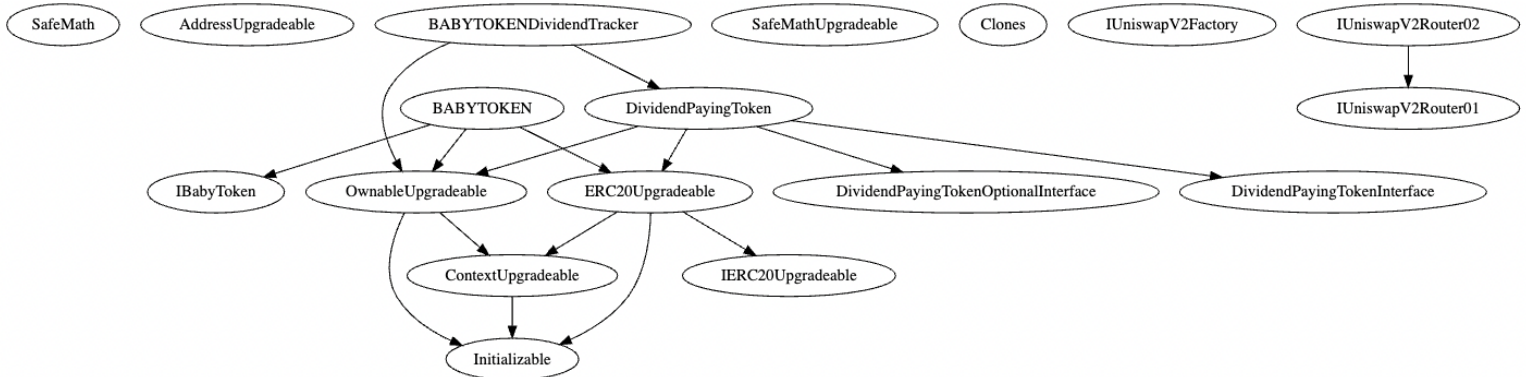 SafeMath
AddressUpgradeable
BABYTOKENDividendTracker
SafeMathUpgradeable
Clones
IUniswapV2Factory
IUniswapV2Router02
BABYTOKEN
DividendPayingToken
IUniswapV2Router01
IBabyToken
OwnableUpgradeable
ERC20Upgradeable
DividendPayingTokenOptionalInterface
DividendPayingTokenInterface
ContextUpgradeable
IERC20Upgradeable
Initializable